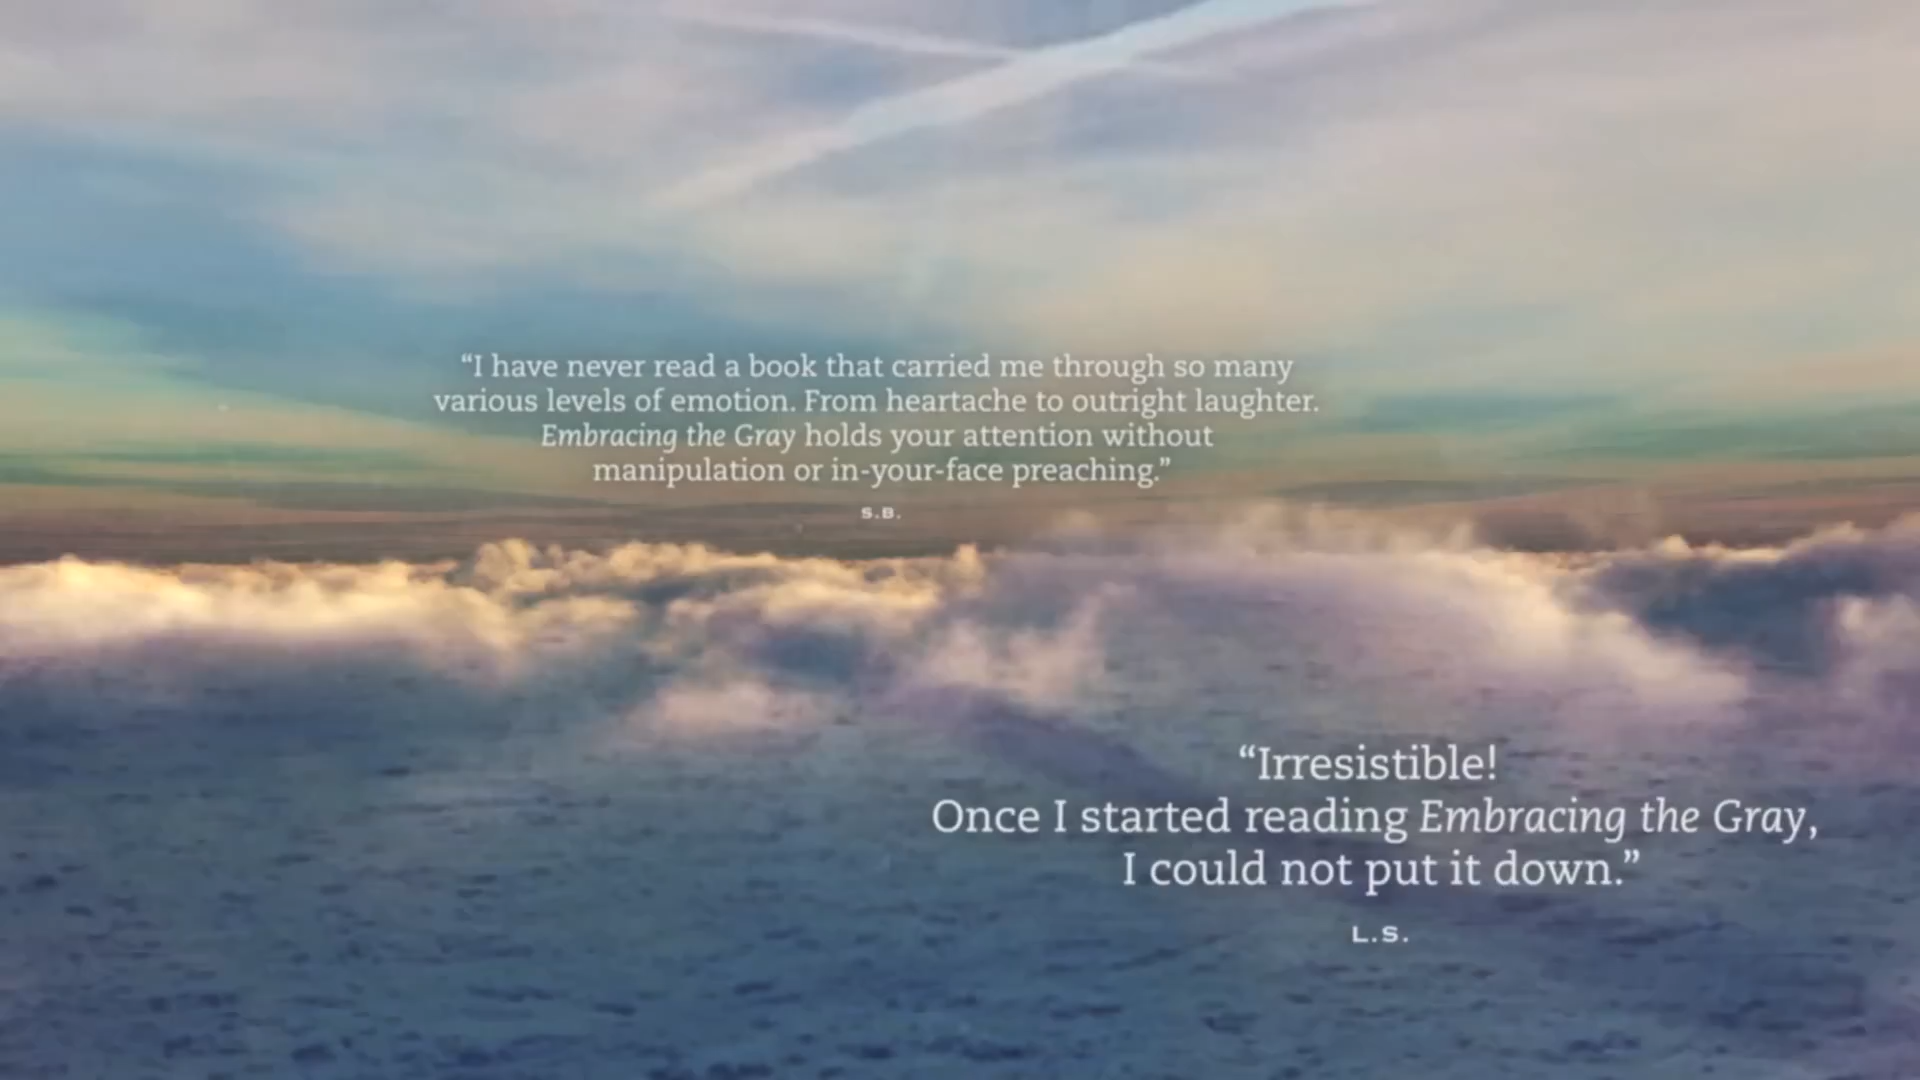 “I have never read a book that carried me through so many
various levels of emotion. From heartache to outright laughter.
Embracing the Gray holds your attention without
manipulation or in-your-face preaching.”
S.B.
“Irresistible!
Once I started reading Embracing the Gray,
I could not put it down.”
L.S.